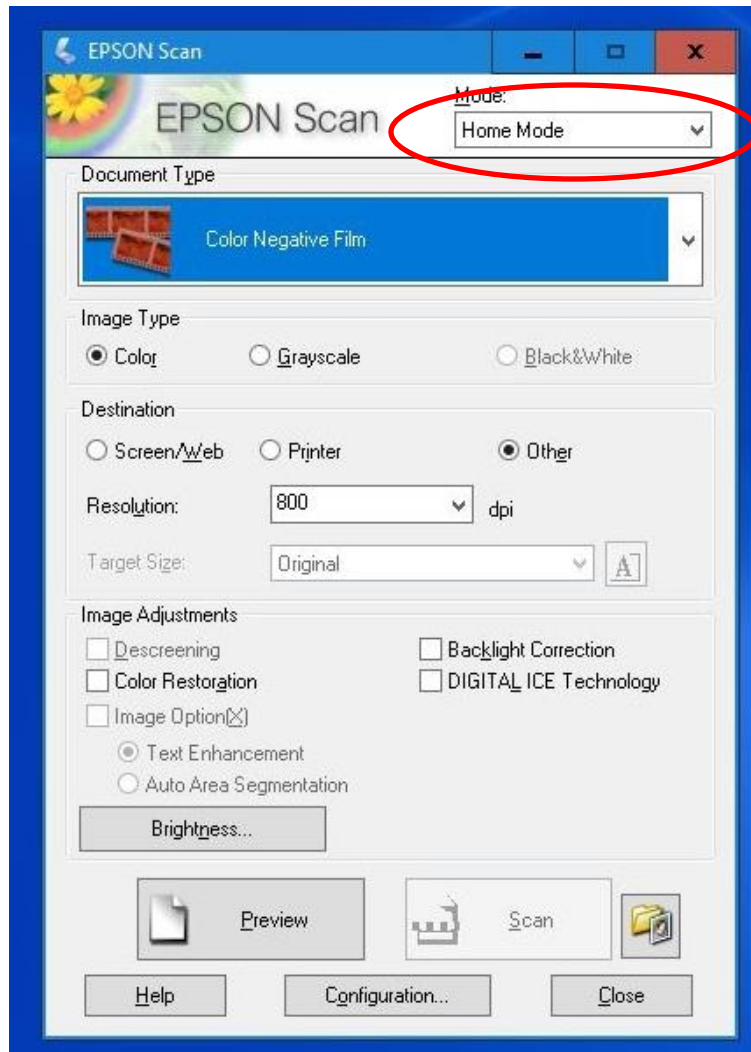 EPSON Scan
EPSON Scan
Mode:
Home Mode
Document Type
Color Negative Film
Image Type
Color Grayscale Black&White
Destination
Screen/Web Printer Other
Resolution: 800 dpi
Target Size: Original A
Image Adjustments
Descreening Backlight Correction
Color Restoration DIGITAL ICE Technology
Image Option(X)
Text Enhancement
Auto Area Segmentation
Brightness...
Preview Scan
Help Configuration... Close